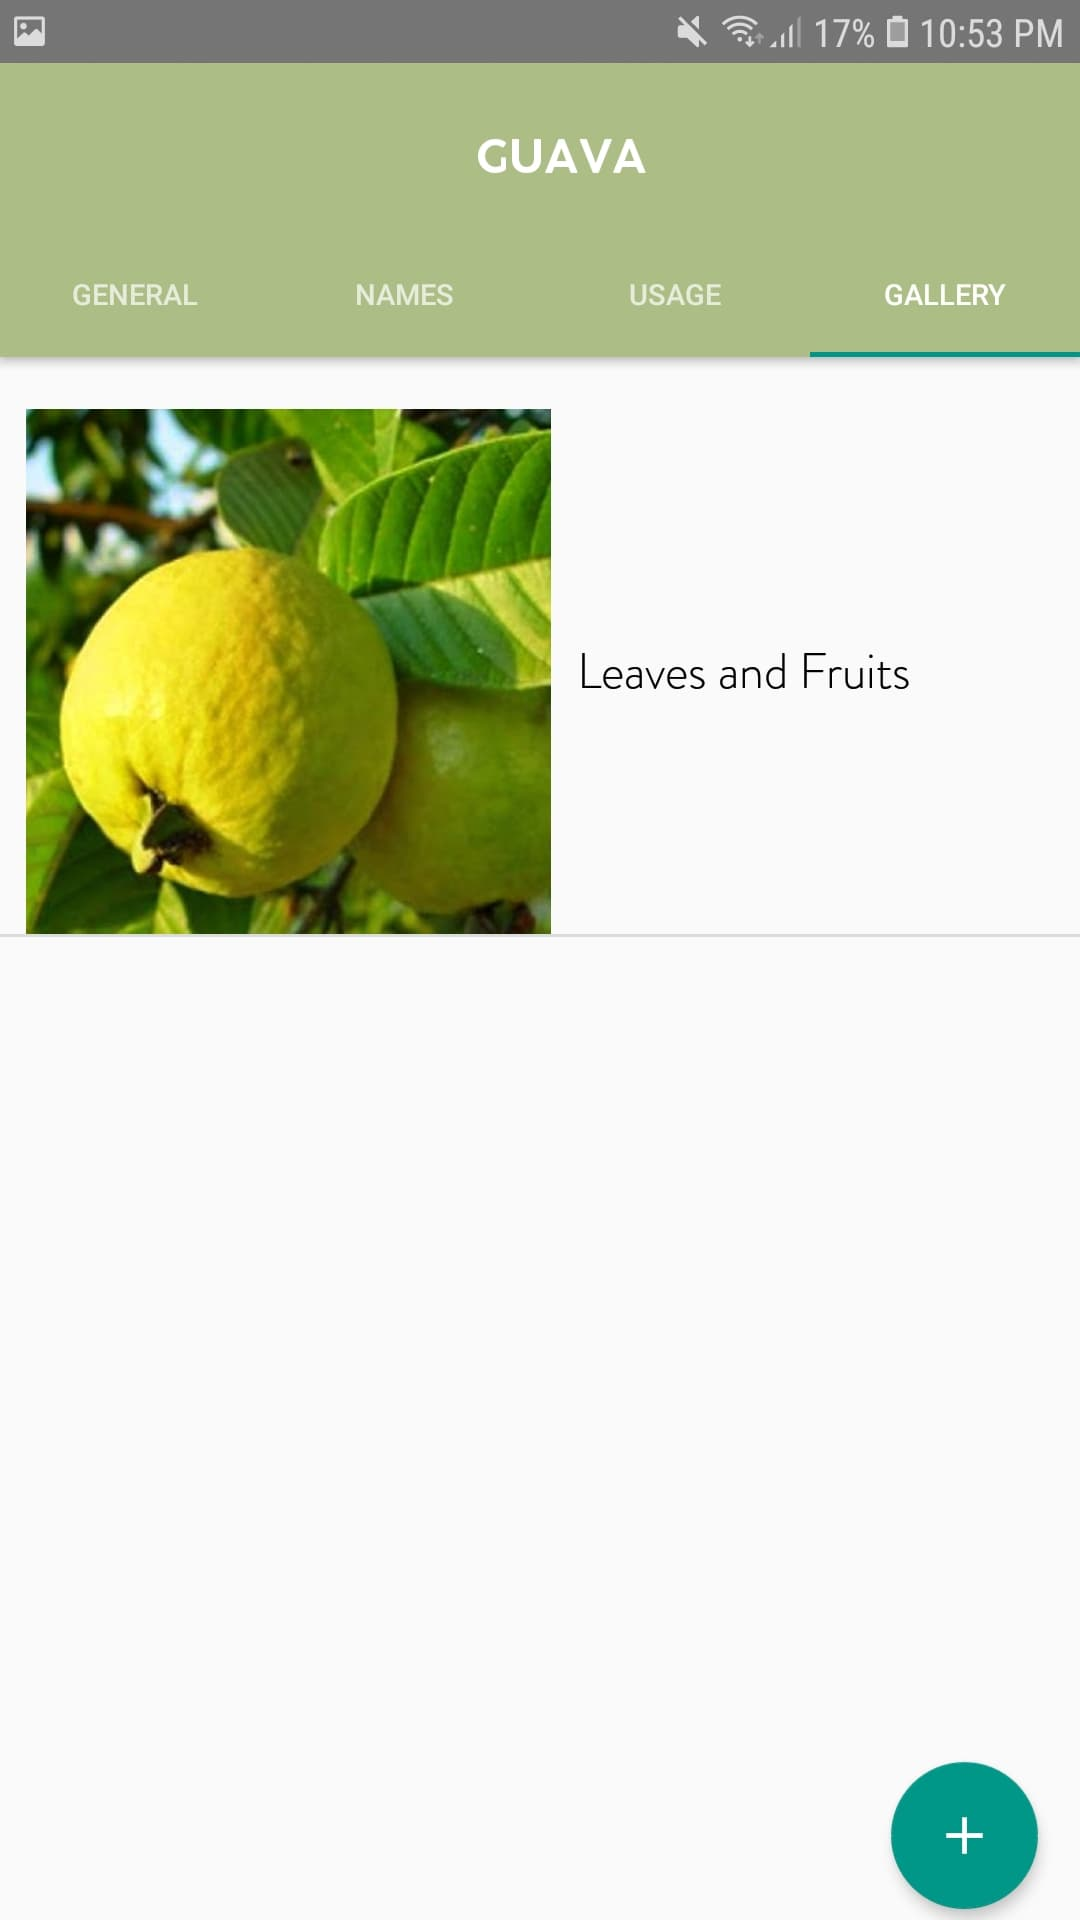 17% 10:53 PM
GUAVA
GENERAL NAMES USAGE GALLERY
Leaves and Fruits